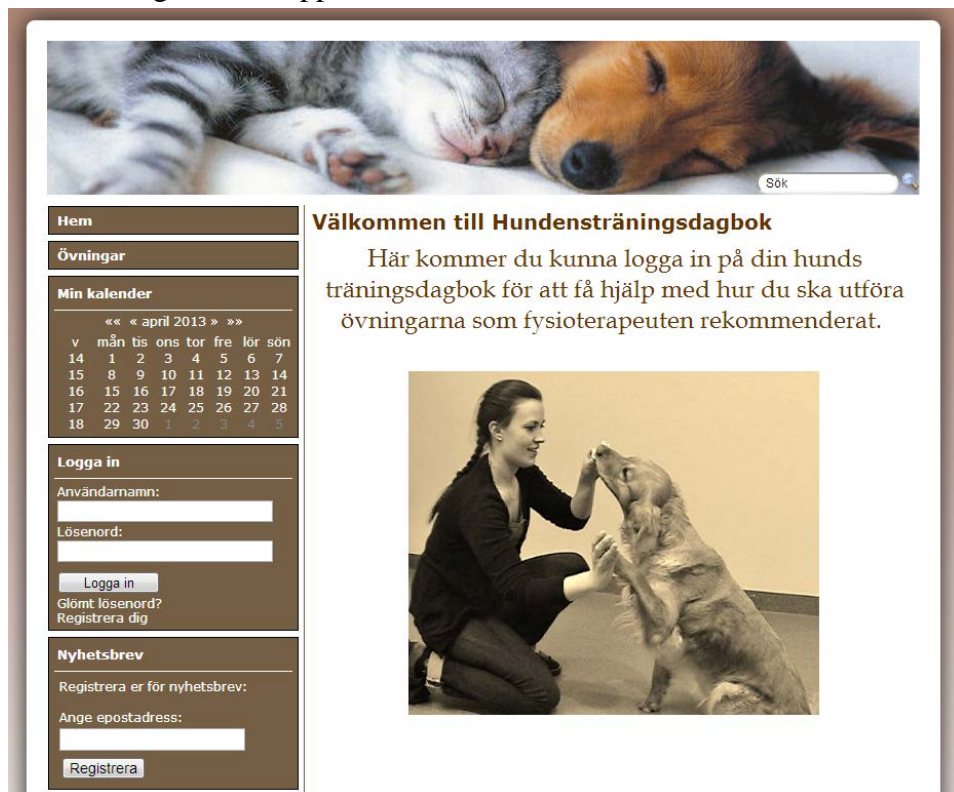 Sök
Hem
Övningar
Min kalender
«« « april 2013 » »»
v mån tis ons tor fre lör sön
14 1 2 3 4 5 6 7
15 8 9 10 11 12 13 14
16 15 16 17 18 19 20 21
17 22 23 24 25 26 27 28
18 29 30 1 2 3 4 5
Logga in
Användarnamn:
Lösenord:
Logga in
Glömt lösenord?
Registrera dig
Nyhetsbrev
Registrera er för nyhetsbrev:
Ange epostadress:
Registrera
Välkommen till Hundensträningsdagbok
Här kommer du kunna logga in på din hunds
träningsdagbok för att få hjälp med hur du ska utföra
övningarna som fysioterapeuten rekommenderat.